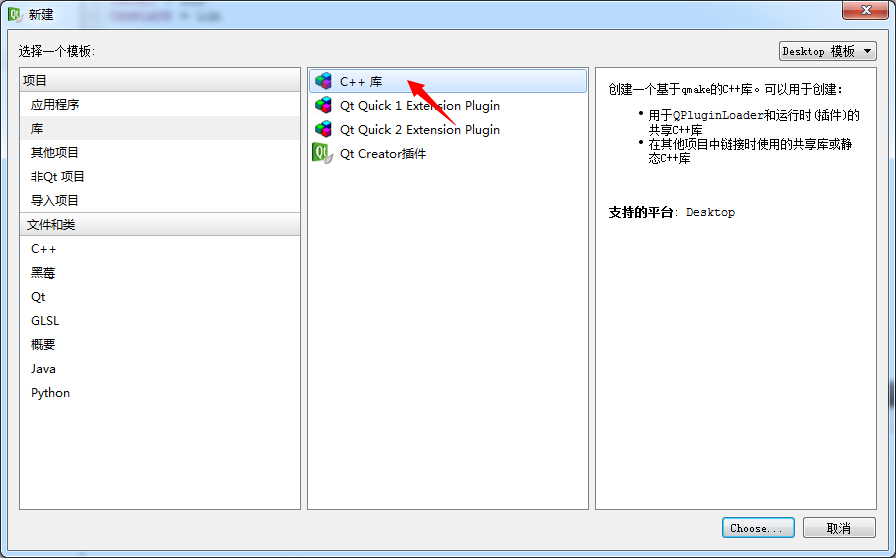 新建
选择一个模板:
Desktop 模板
项目
应用程序
库
其他项目
非Qt 项目
导入项目
文件和类
C++
黑莓
Qt
GLSL
概要
Java
Python
C++ 库
Qt Quick 1 Extension Plugin
Qt Quick 2 Extension Plugin
Qt Creator插件
创建一个基于qmake的C++库。可以用于创建:
• 用于QPluginLoader和运行时(插件)的
共享C++库
• 在其他项目中链接时使用的共享库或静
态C++库
支持的平台: Desktop
Choose...
取消